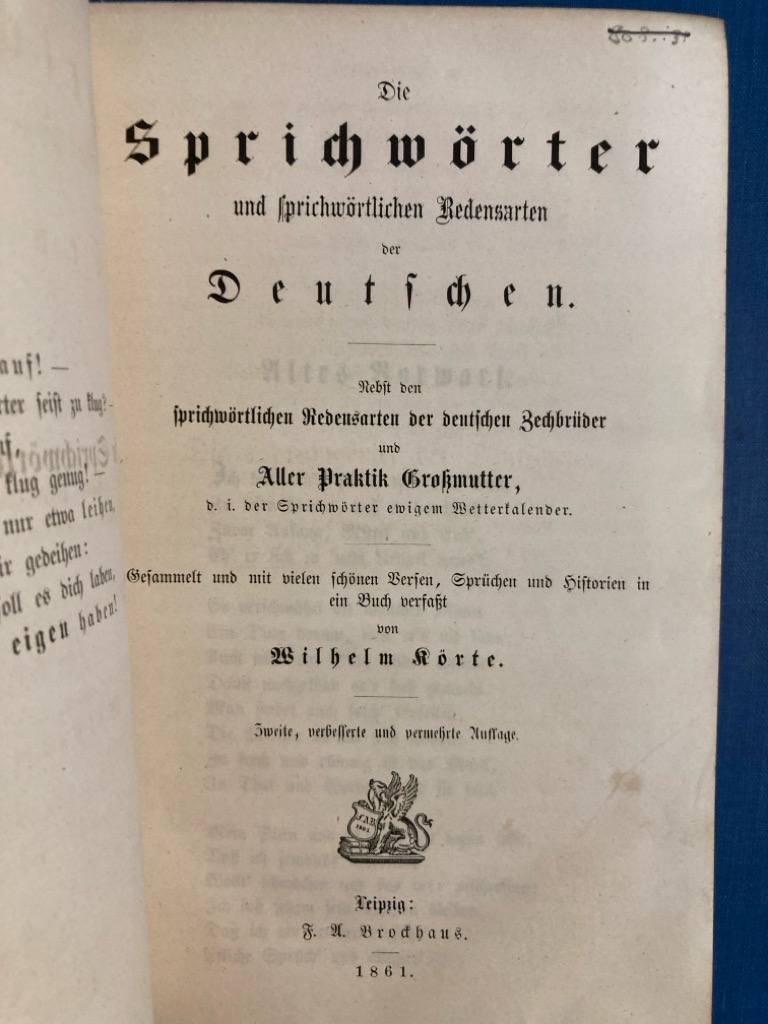 auf! —
seist zu klug? -
klug genug! —
nur etwa leihen,
gedeihen:
es dich laben,
eigen haben!
Die
Sprichwörter
und ſprichwörtlichen Redensarten
der
Deutſchen.
Nebſt den
ſprichwörtlichen Redensarten der deutſchen Zechbrüder
und
Aller Praktik Großmutter,
d. i. der Sprichwörter ewigem Wetterkalender.
Geſammelt und mit vielen ſchönen Verſen, Sprüchen und Hiſtorien in
ein Buch verfaßt
von
Wilhelm Körte.
Zweite, verbeſſerte und vermehrte Auflage.
F.A.B.
Leipzig:
F. A. Brockhaus.
1861.